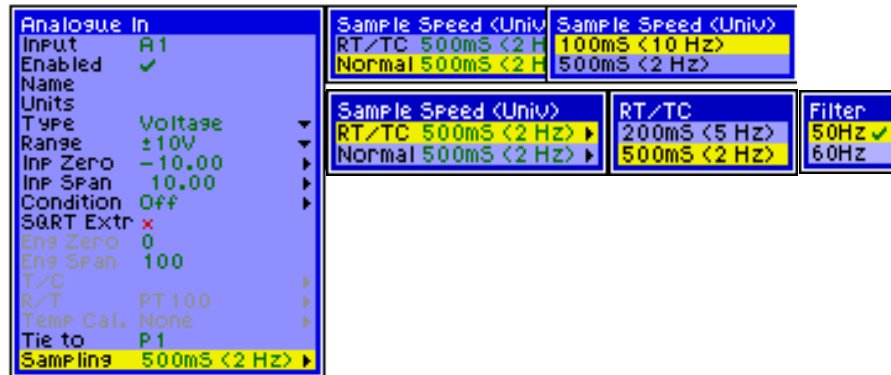 Analogue In
Input A1
Enabled ✓
Name
Units
Type Voltage
Range ±10V
Inp Zero -10.00
Inp Span 10.00
Condition Off
SQRT Extr x
Eng Zero 0
Eng Span 100
T/C
R/T PT100
Temp Cal. None
Tie to P1
Sampling 500mS (2 Hz)
Sample Speed (Univ
RT/TC 500mS (2 H
Normal 500mS (2 H
Sample Speed (Univ)
100mS (10 Hz)
500mS (2 Hz)
Sample Speed (Univ)
RT/TC 500mS (2 Hz)
Normal 500mS (2 Hz)
RT/TC
200mS (5 Hz)
500mS (2 Hz)
Filter
50Hz ✓
60Hz